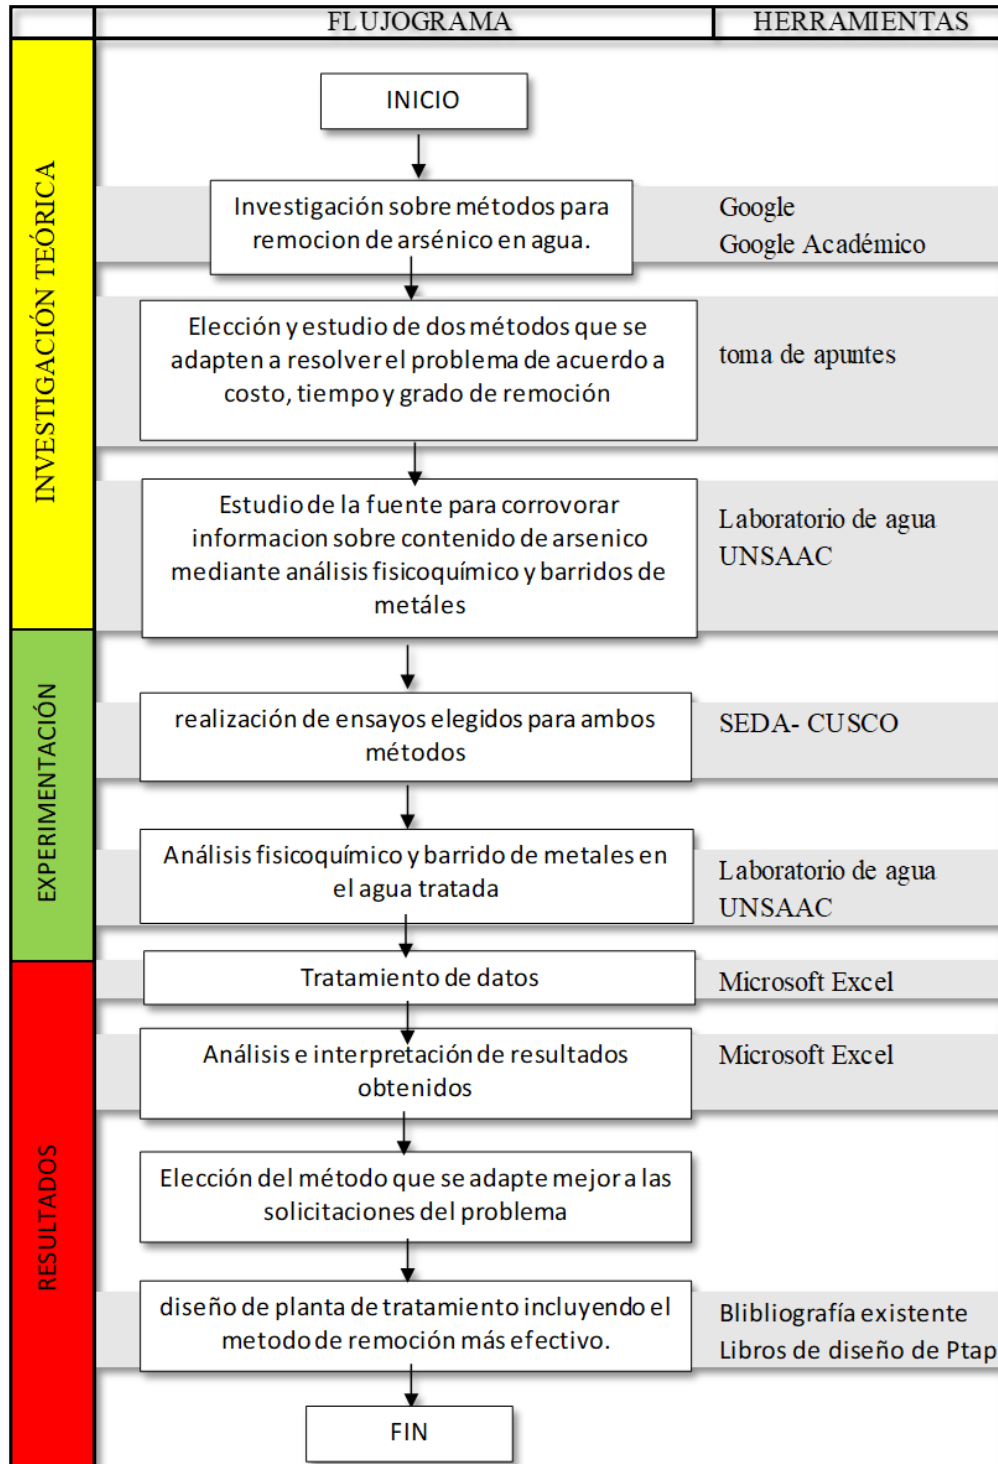 FLUJOGRAMA
HERRAMIENTAS
INVESTIGACIÓN TEÓRICA
INICIO
Investigación sobre métodos para
remocion de arsénico en agua.
Google
Google Académico
Elección y estudio de dos métodos que se
adapten a resolver el problema de acuerdo a
costo, tiempo y grado de remoción
toma de apuntes
Estudio de la fuente para corrovorar
informacion sobre contenido de arsenico
mediante análisis fisicoquímico y barridos de
metáles
Laboratorio de agua
UNSAAC
EXPERIMENTACIÓN
realización de ensayos elegidos para ambos
métodos
SEDA- CUSCO
Análisis fisicoquímico y barrido de metales en
el agua tratada
Laboratorio de agua
UNSAAC
RESULTADOS
Tratamiento de datos
Microsoft Excel
Análisis e interpretación de resultados
obtenidos
Microsoft Excel
Elección del método que se adapte mejor a las
solicitaciones del problema
diseño de planta de tratamiento incluyendo el
metodo de remoción más efectivo.
Blibliografía existente
Libros de diseño de Ptap
FIN